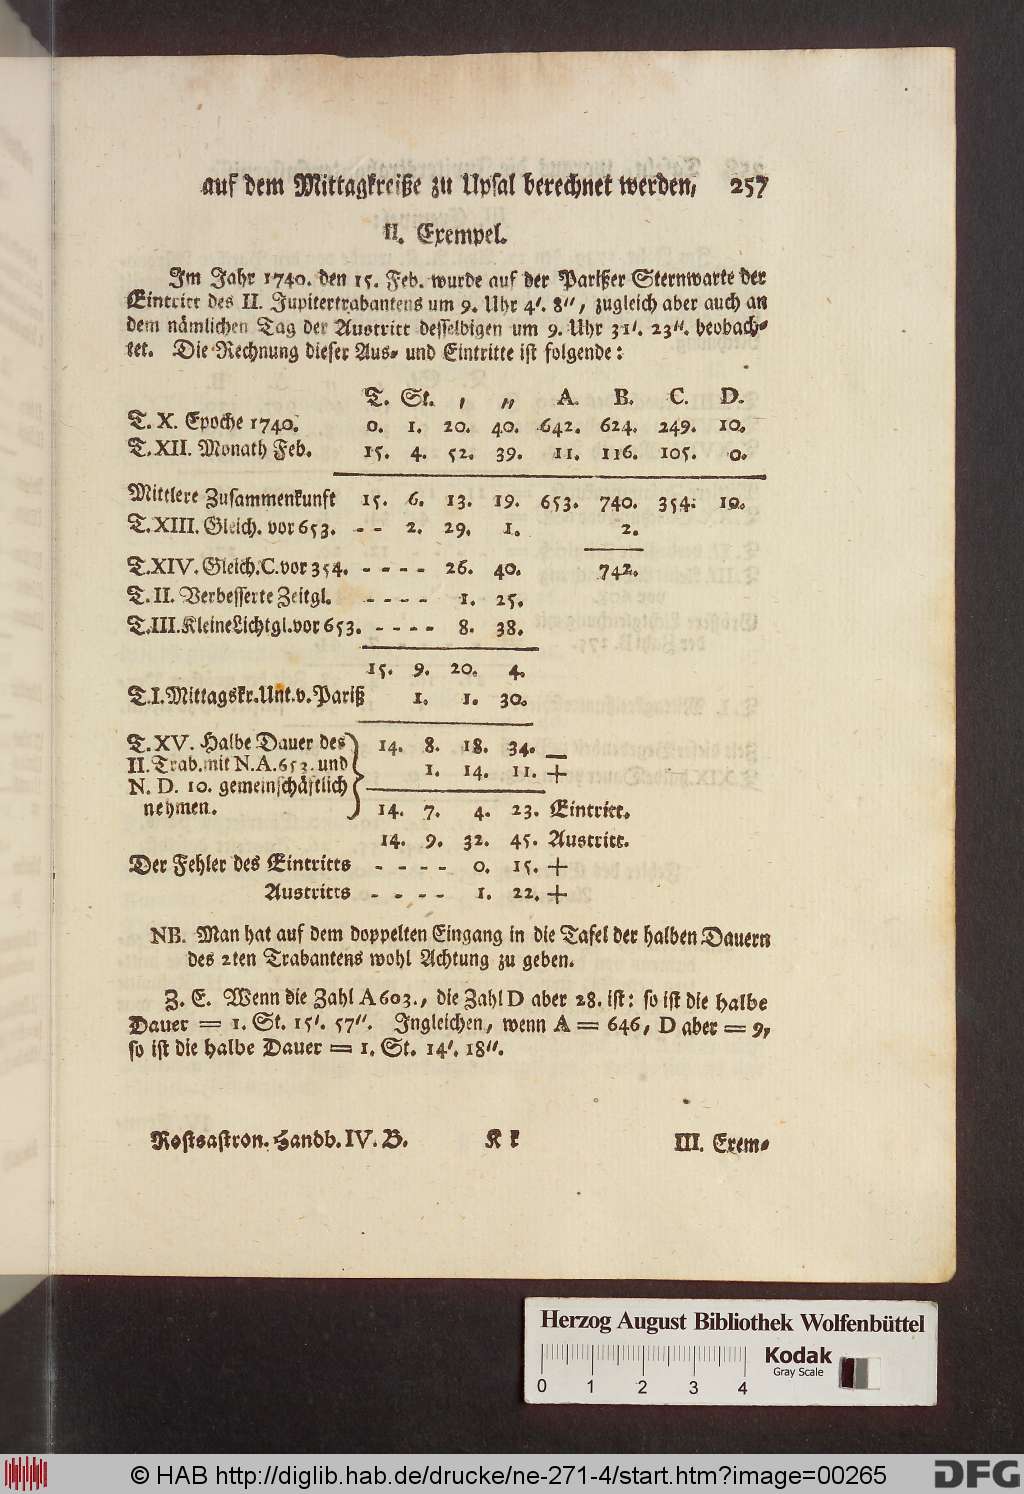 auf dem Mittagkreiße zu Upsal berechnet werden, 257
II. Exempel.
Im Jahr 1740. den 15. Feb. wurde auf der Parißer Sternwarte der
Eintritt des II. Jupitertrabantens um 9. Uhr 4′. 8″, zugleich aber auch an
dem nämlichen Tag der Austritt desselbigen um 9. Uhr 31′. 23″. beobach-
tet. Die Rechnung dieser Aus- und Eintritte ist folgende:
T. St. ′ ″ A. B. C. D.
T. X. Epoche 1740. 0. 1. 20. 40. 642. 624. 249. 10.
T. XII. Monath Feb. 15. 4. 52. 39. 11. 116. 105. 0.
Mittlere Zusammenkunft 15. 6. 13. 19. 653. 740. 354. 10.
T. XIII. Gleich. vor 653. - - 2. 29. 1. 2.
T. XIV. Gleich. C. vor 354. - - - - 26. 40. 742.
T. II. Verbesserte Zeitgl. - - - - 1. 25.
T. III. Kleine Lichtgl. vor 653. - - - - 8. 38.
15. 9. 20. 4.
T. I. Mittagskr. Unt. v. Pariß 1. 1. 30.
T. XV. Halbe Dauer des 14. 8. 18. 34. —
II. Trab. mit N. A. 653. und 1. 14. 11. +
N. D. 10. gemeinschäftlich
nehmen. 14. 7. 4. 23. Eintritt.
14. 9. 32. 45. Austritt.
Der Fehler des Eintritts - - - - 0. 15. +
Austritts - - - - 1. 22. +
NB. Man hat auf dem doppelten Eingang in die Tafel der halben Dauern
des 2ten Trabantens wohl Achtung zu geben.
Z. E. Wenn die Zahl A 603., die Zahl D aber 28. ist: so ist die halbe
Dauer = 1. St. 15′. 57″. Ingleichen, wenn A = 646, D aber = 9,
so ist die halbe Dauer = 1. St. 14′. 18″.
Rostsastron. Handb. IV. B. K k III. Exem-
Herzog August Bibliothek Wolfenbüttel
Kodak
Gray Scale
0 1 2 3 4
© HAB http://diglib.hab.de/drucke/ne-271-4/start.htm?image=00265
DFG